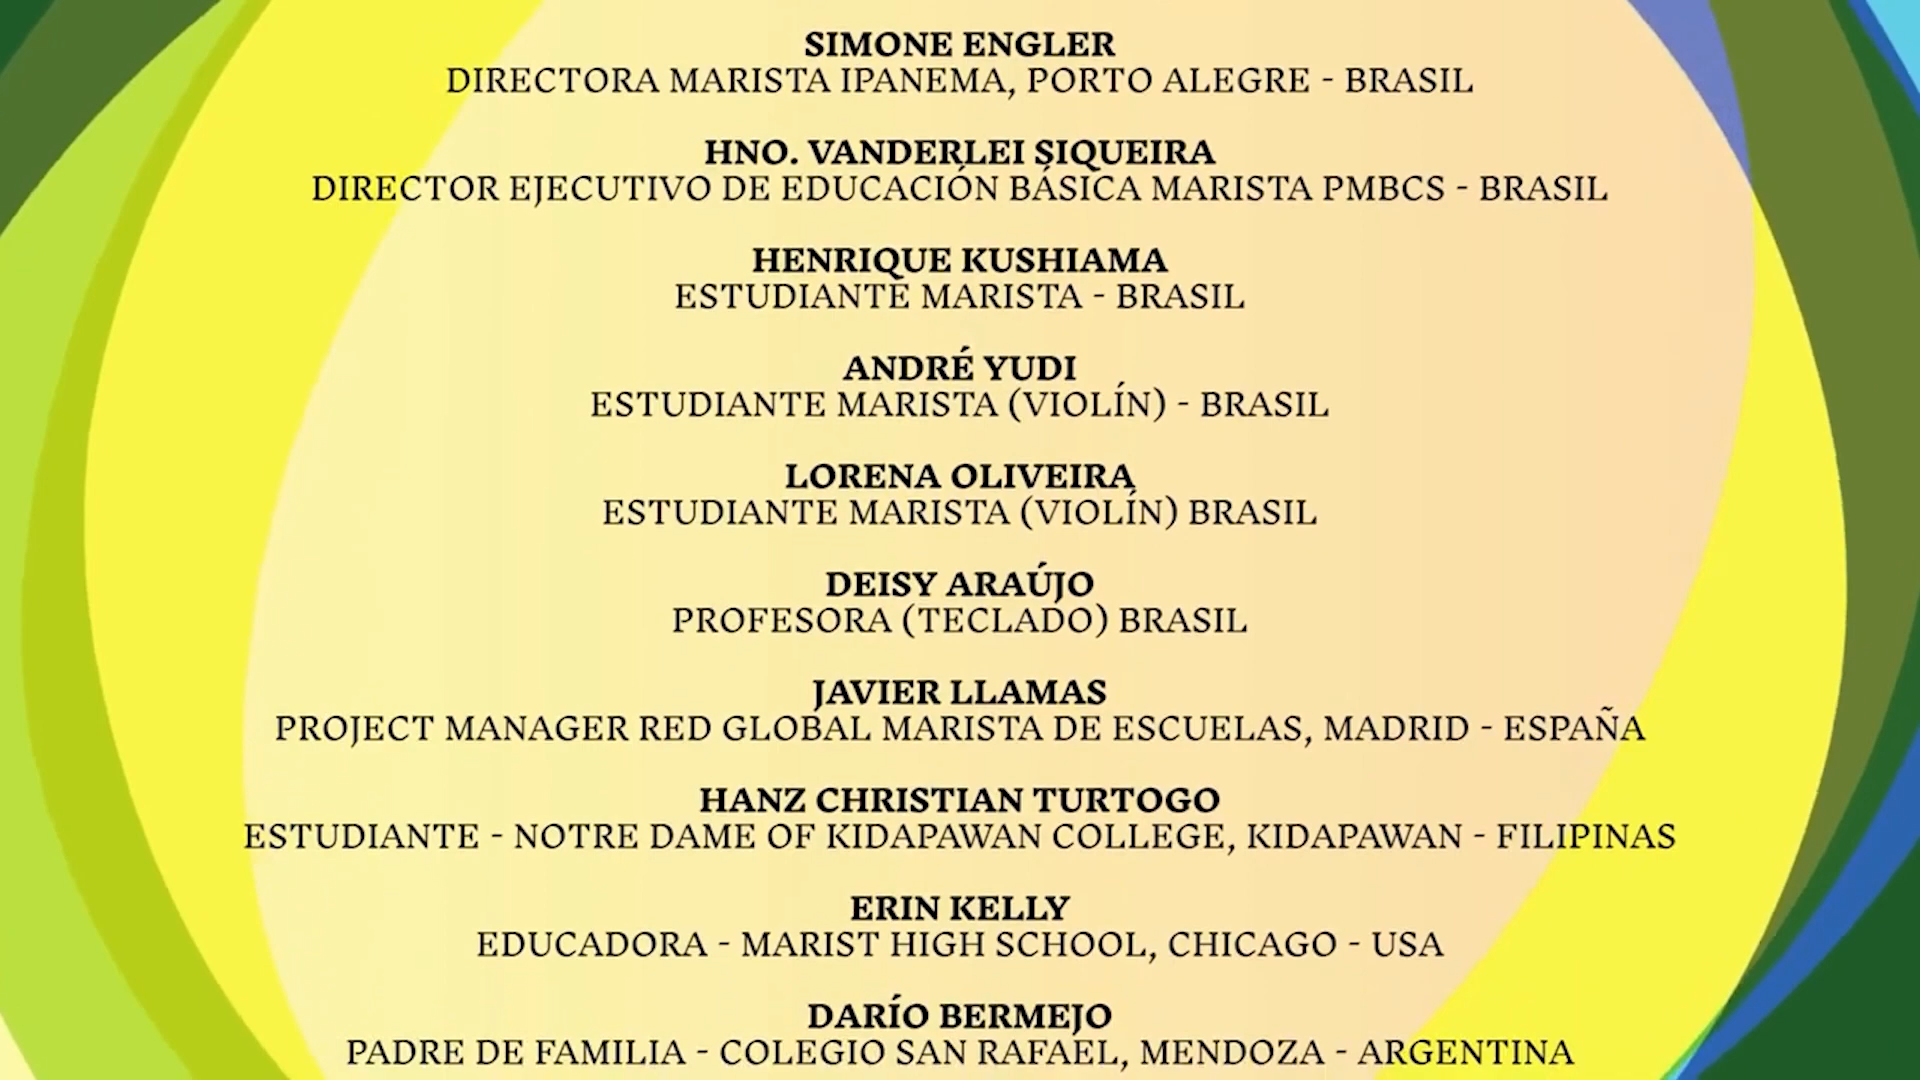 SIMONE ENGLER
DIRECTORA MARISTA IPANEMA, PORTO ALEGRE - BRASIL
HNO. VANDERLEI SIQUEIRA
DIRECTOR EJECUTIVO DE EDUCACIÓN BÁSICA MARISTA PMBCS - BRASIL
HENRIQUE KUSHIAMA
ESTUDIANTE MARISTA - BRASIL
ANDRÉ YUDI
ESTUDIANTE MARISTA (VIOLÍN) - BRASIL
LORENA OLIVEIRA
ESTUDIANTE MARISTA (VIOLÍN) BRASIL
DEISY ARAÚJO
PROFESORA (TECLADO) BRASIL
JAVIER LLAMAS
PROJECT MANAGER RED GLOBAL MARISTA DE ESCUELAS, MADRID - ESPAÑA
HANZ CHRISTIAN TURTOGO
ESTUDIANTE - NOTRE DAME OF KIDAPAWAN COLLEGE, KIDAPAWAN - FILIPINAS
ERIN KELLY
EDUCADORA - MARIST HIGH SCHOOL, CHICAGO - USA
DARÍO BERMEJO
PADRE DE FAMILIA - COLEGIO SAN RAFAEL, MENDOZA - ARGENTINA